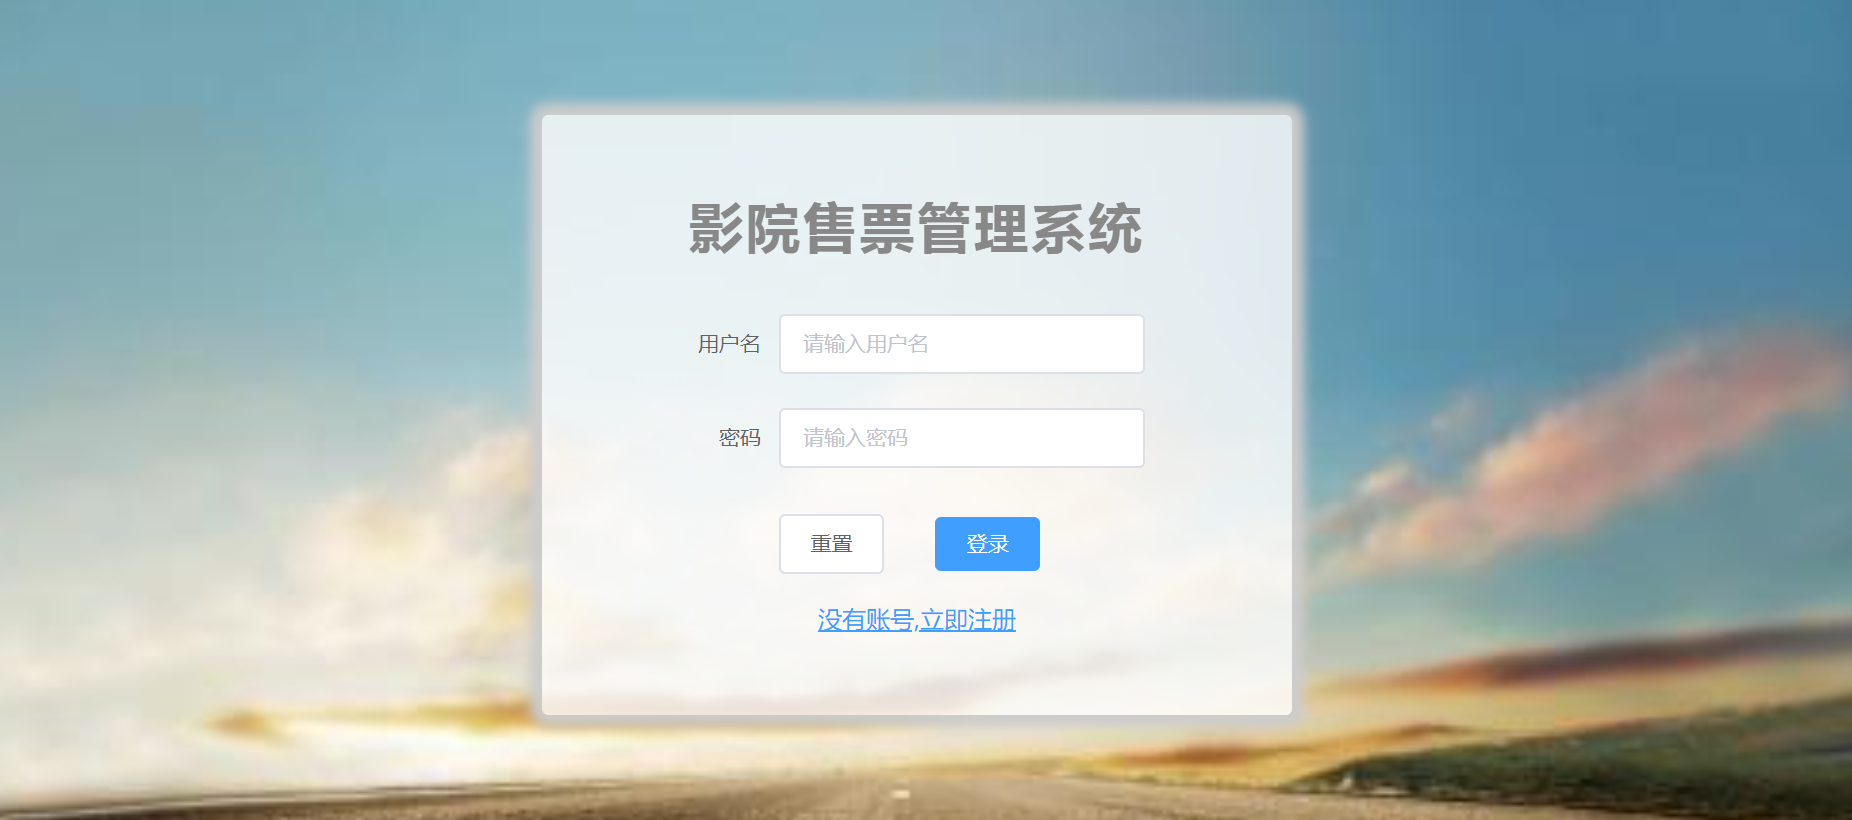 影院售票管理系统
用户名 请输入用户名
密码 请输入密码
重置 登录
没有账号,立即注册